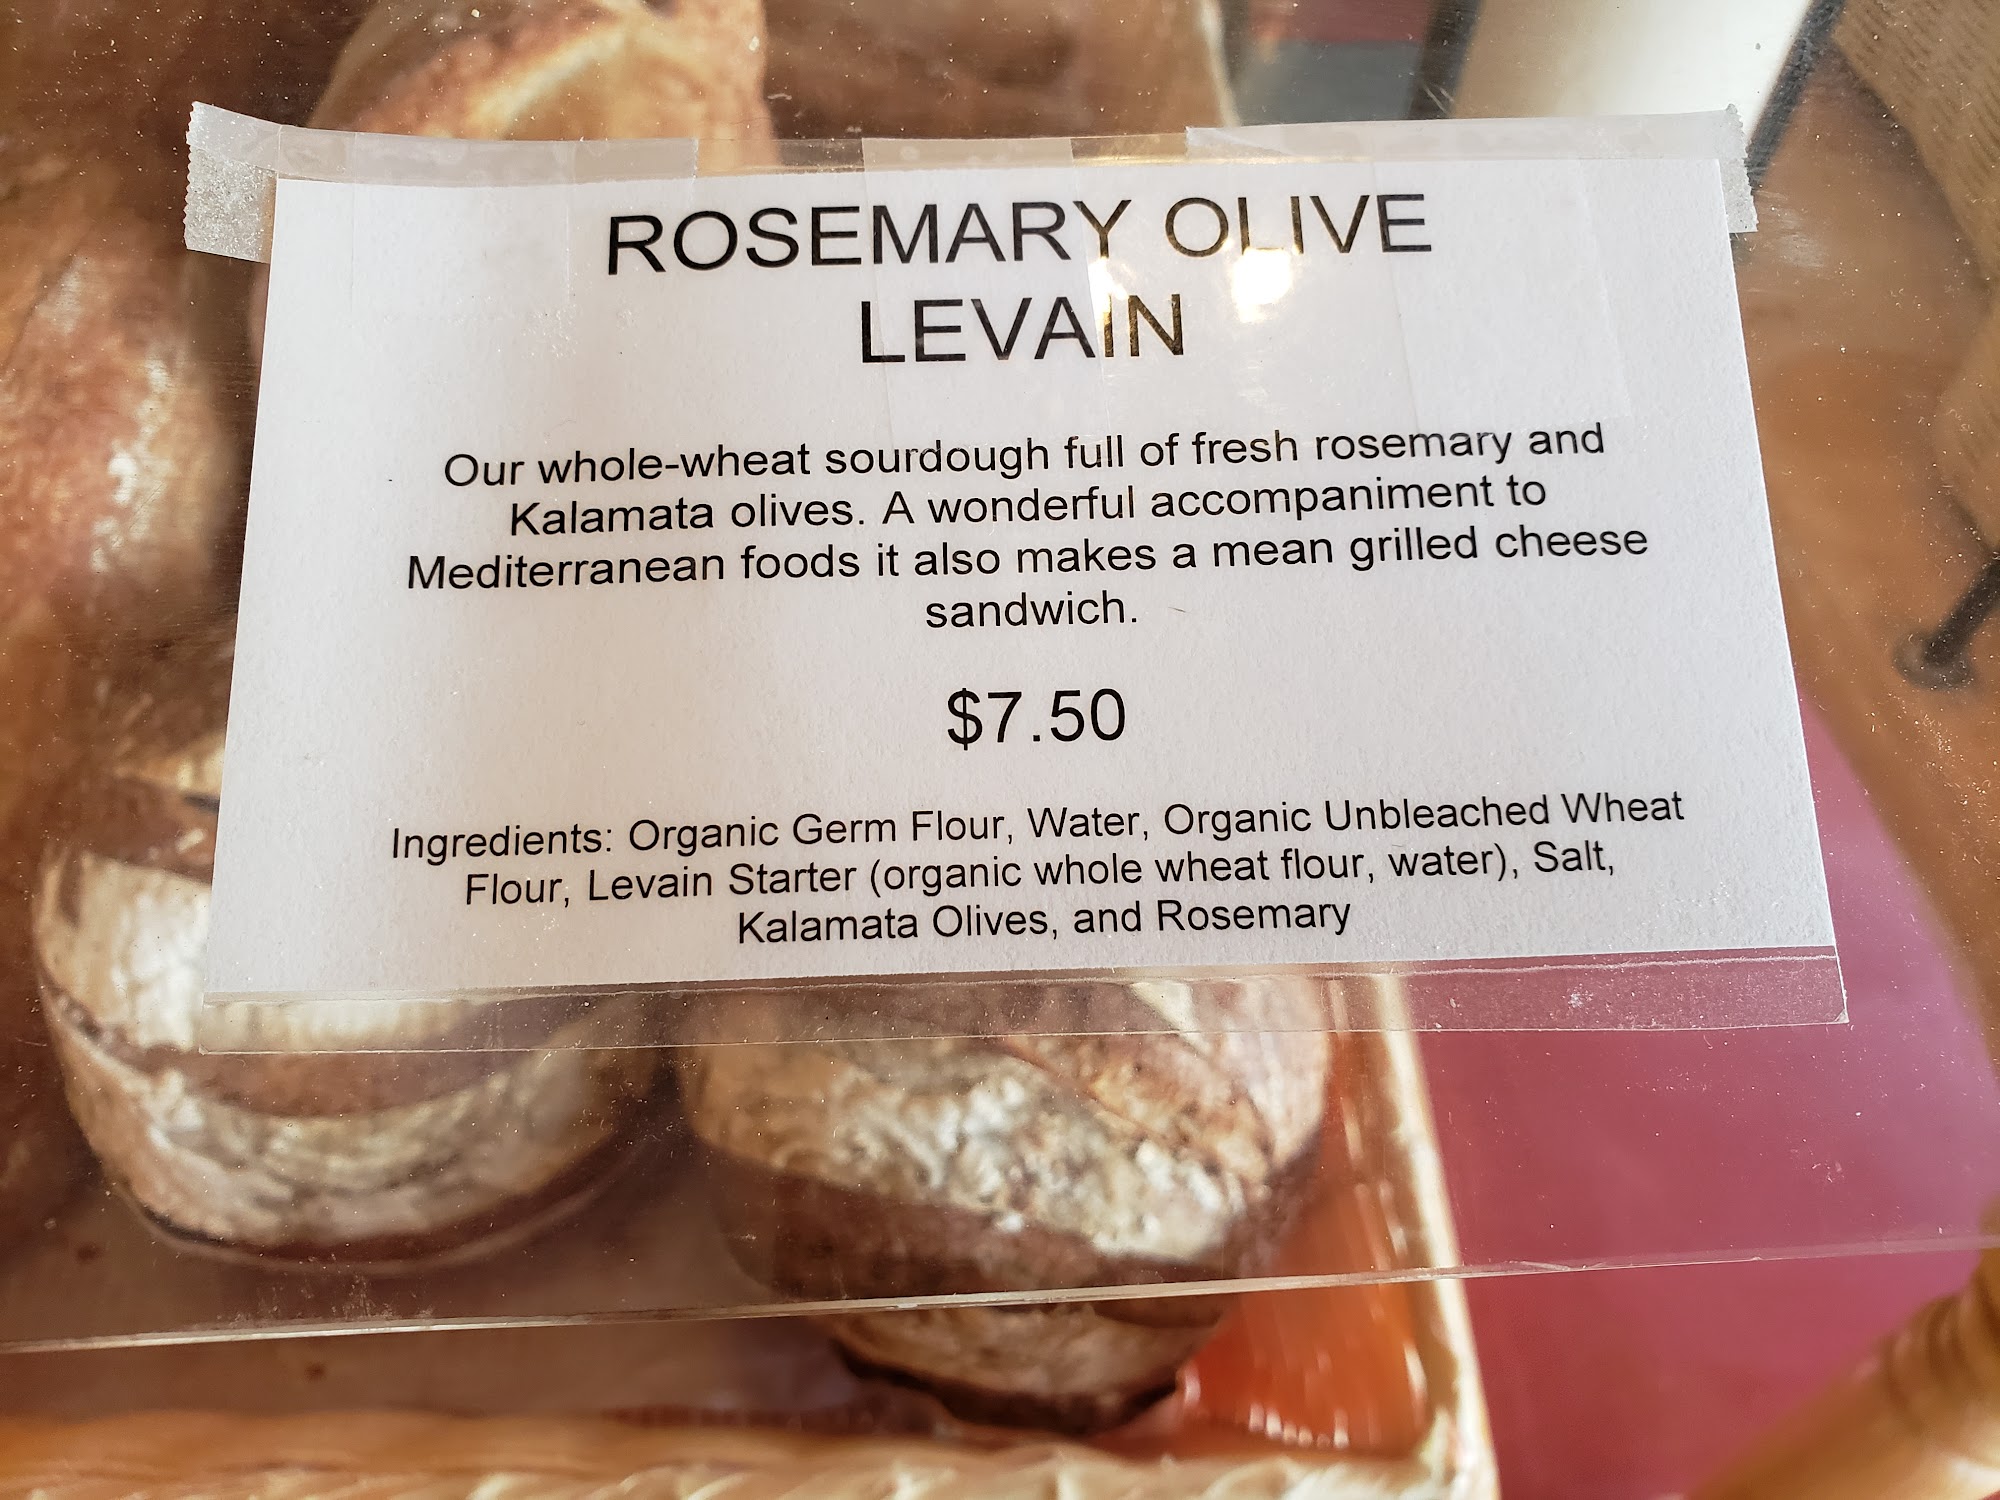 ROSEMARY OLIVE
LEVAIN
Our whole-wheat sourdough full of fresh rosemary and
Kalamata olives. A wonderful accompaniment to
Mediterranean foods it also makes a mean grilled cheese
sandwich.
$7.50
Ingredients: Organic Germ Flour, Water, Organic Unbleached Wheat
Flour, Levain Starter (organic whole wheat flour, water), Salt,
Kalamata Olives, and Rosemary